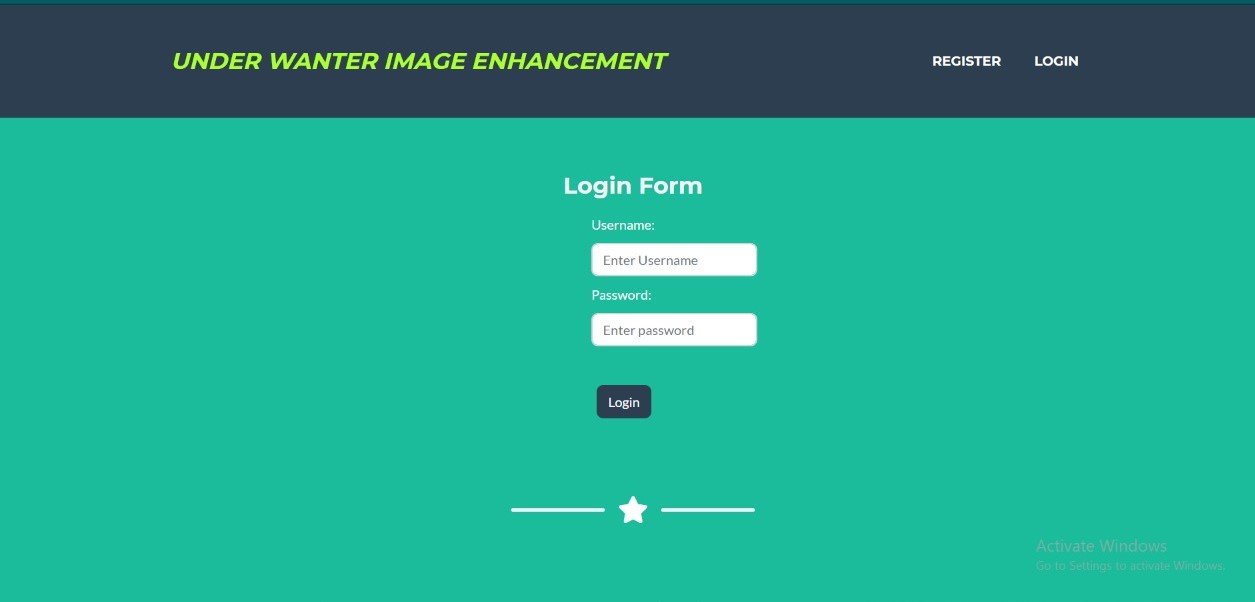 UNDER WANTER IMAGE ENHANCEMENT
REGISTER LOGIN
Login Form
Username:
Enter Username
Password:
Enter password
Login
Activate Windows
Go to Settings to activate Windows.